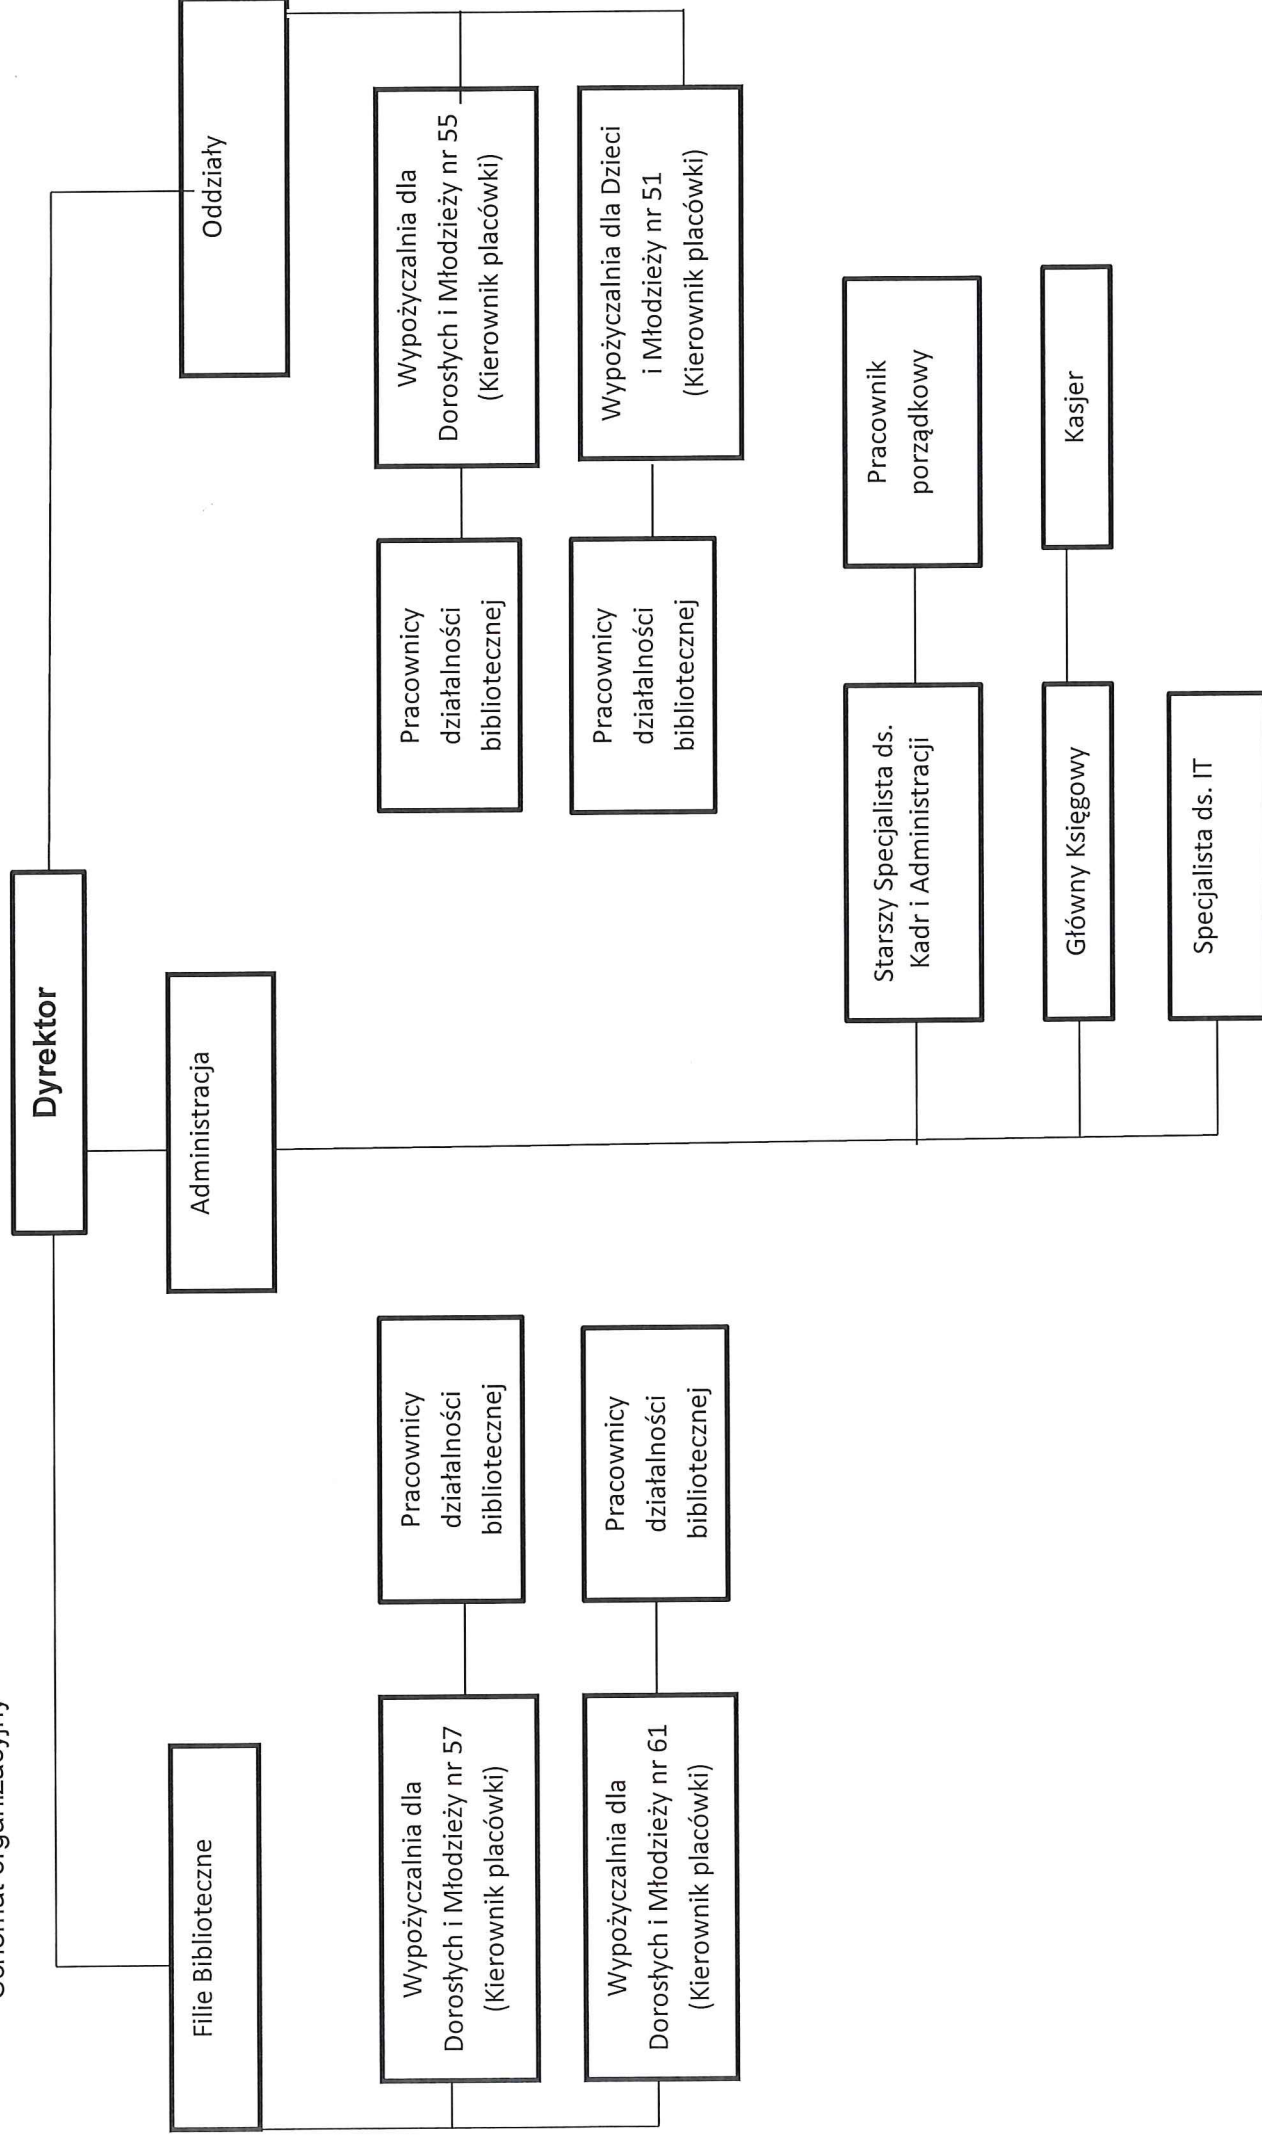 Dyrektor
Filie Biblioteczne
Administracja
Oddziały
Wypożyczalnia dla
Dorosłych i Młodzieży nr 57
(Kierownik placówki)
Pracownicy
działalności
bibliotecznej
Wypożyczalnia dla
Dorosłych i Młodzieży nr 61
(Kierownik placówki)
Pracownicy
działalności
bibliotecznej
Pracownicy
działalności
bibliotecznej
Wypożyczalnia dla
Dorosłych i Młodzieży nr 55
(Kierownik placówki)
Pracownicy
działalności
bibliotecznej
Wypożyczalnia dla Dzieci
i Młodzieży nr 51
(Kierownik placówki)
Starszy Specjalista ds.
Kadr i Administracji
Pracownik
porządkowy
Główny Księgowy
Kasjer
Specjalista ds. IT